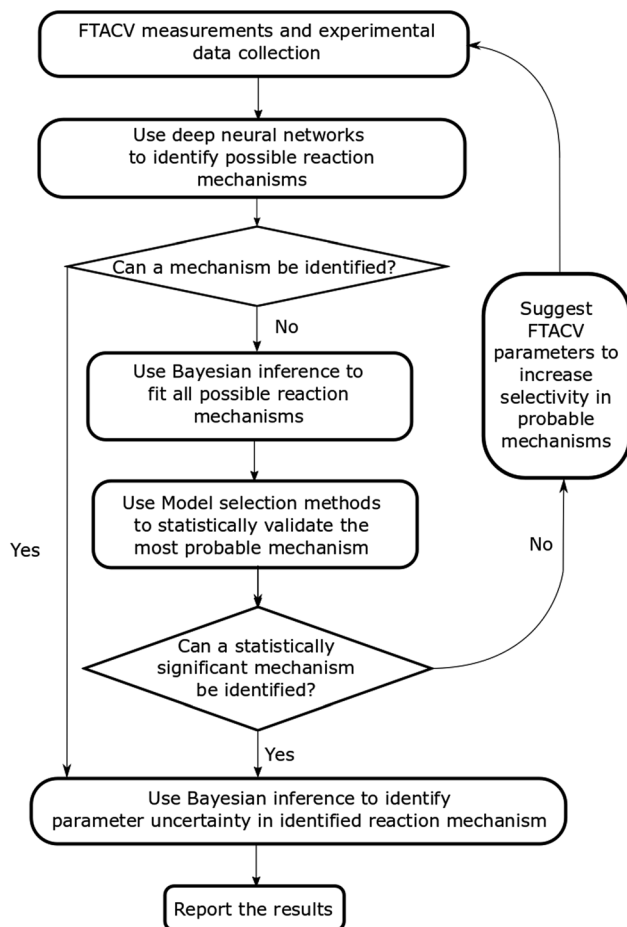 FTACV measurements and experimental
data collection
Use deep neural networks
to identify possible reaction
mechanisms
Can a mechanism be identified?
No
Use Bayesian inference to
fit all possible reaction
mechanisms
Suggest
FTACV
parameters to
increase
selectivity in
probable
mechanisms
Use Model selection methods
to statistically validate the
most probable mechanism
Yes
No
Can a statistically
significant mechanism
be identified?
Yes
Use Bayesian inference to identify
parameter uncertainty in identified reaction mechanism
Report the results